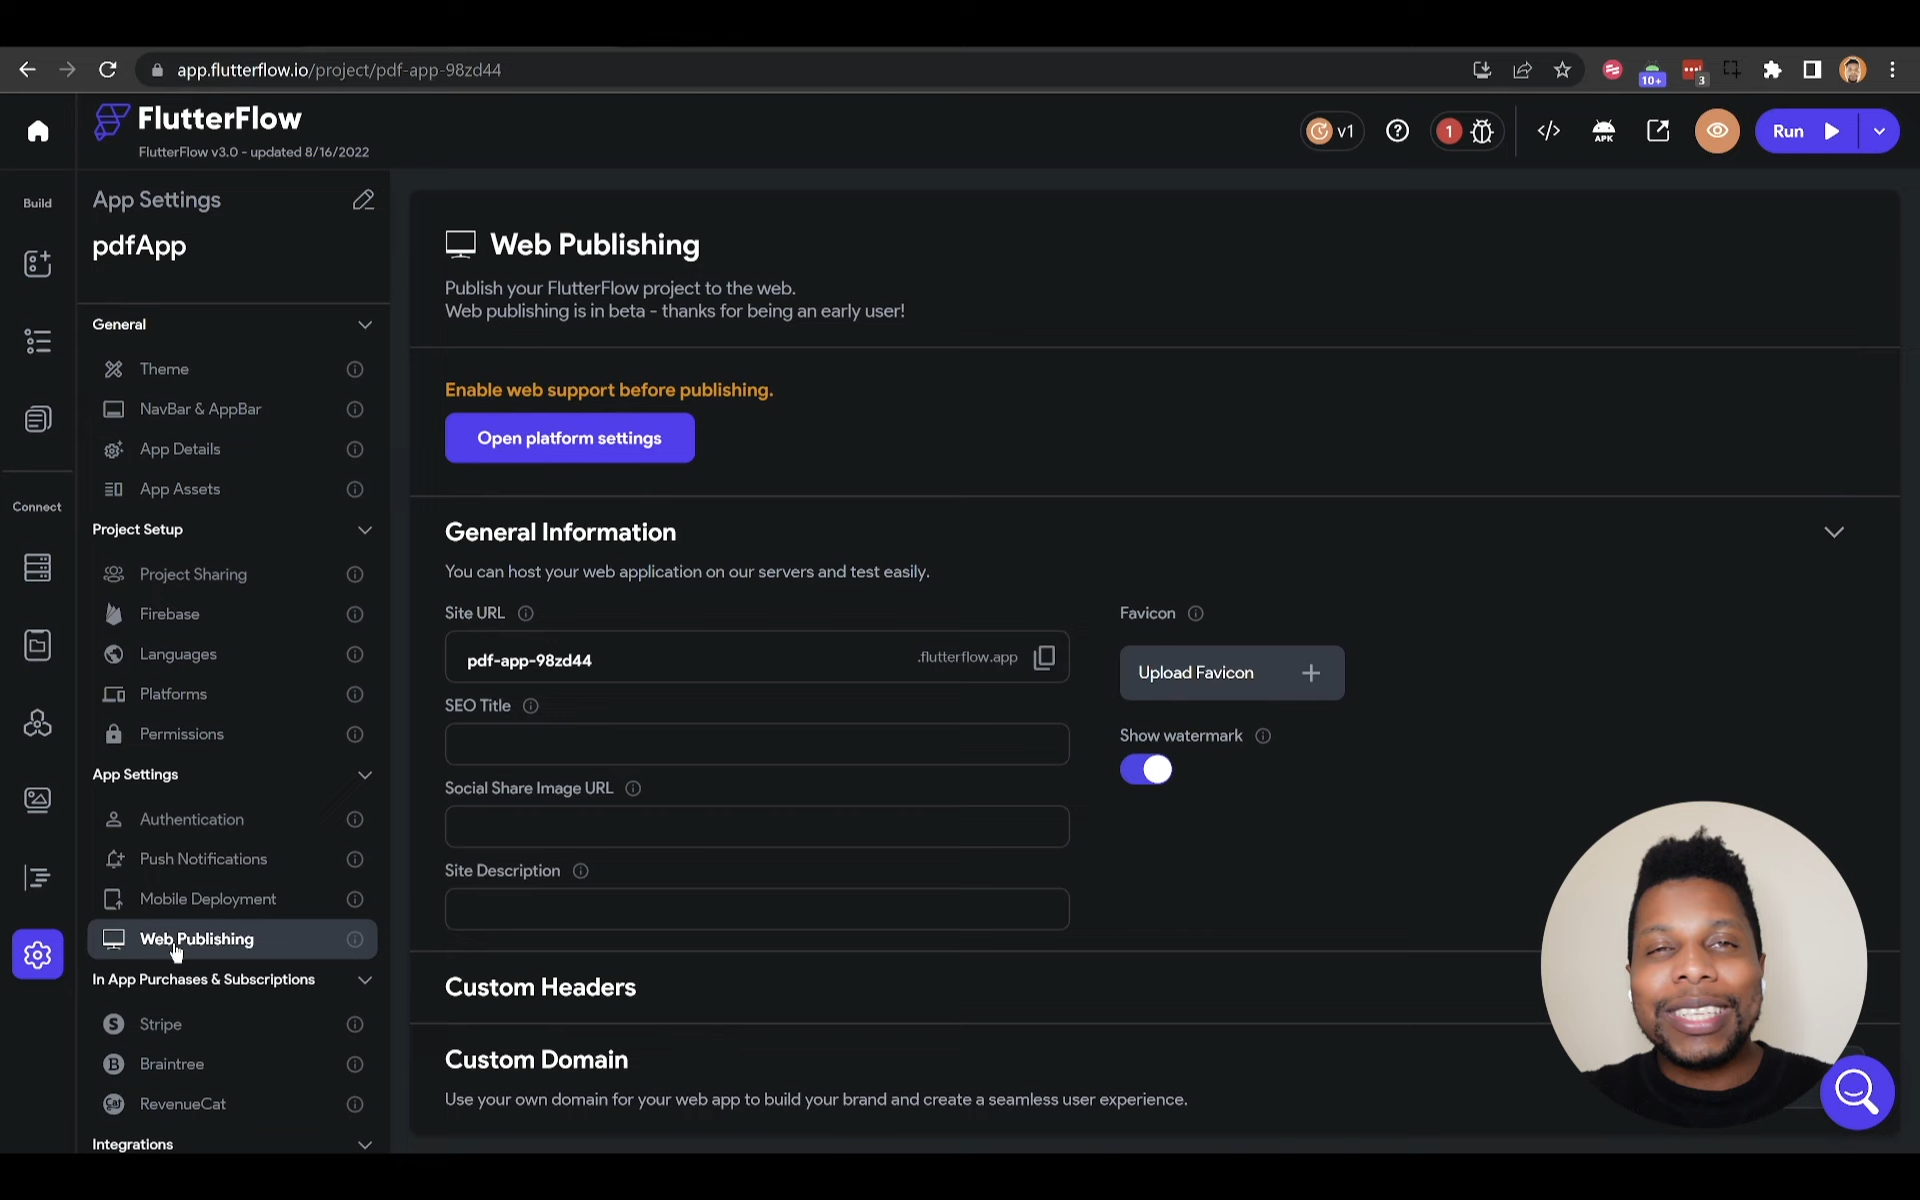 app.flutterflow.io/project/pdf-app-98zd44
10+
3
FlutterFlow
FlutterFlow v3.0 - updated 8/16/2022
v1
1
APK
Run
Build
App Settings
pdfApp
General
Theme
NavBar & AppBar
App Details
App Assets
Connect
Project Setup
Project Sharing
Firebase
Languages
Platforms
Permissions
App Settings
Authentication
Push Notifications
Mobile Deployment
Web Publishing
In App Purchases & Subscriptions
Stripe
Braintree
RevenueCat
Integrations
Web Publishing
Publish your FlutterFlow project to the web.
Web publishing is in beta - thanks for being an early user!
Enable web support before publishing.
Open platform settings
General Information
You can host your web application on our servers and test easily.
Site URL
pdf-app-98zd44 .flutterflow.app
SEO Title
Social Share Image URL
Site Description
Favicon
Upload Favicon
Show watermark
Custom Headers
Custom Domain
Use your own domain for your web app to build your brand and create a seamless user experience.